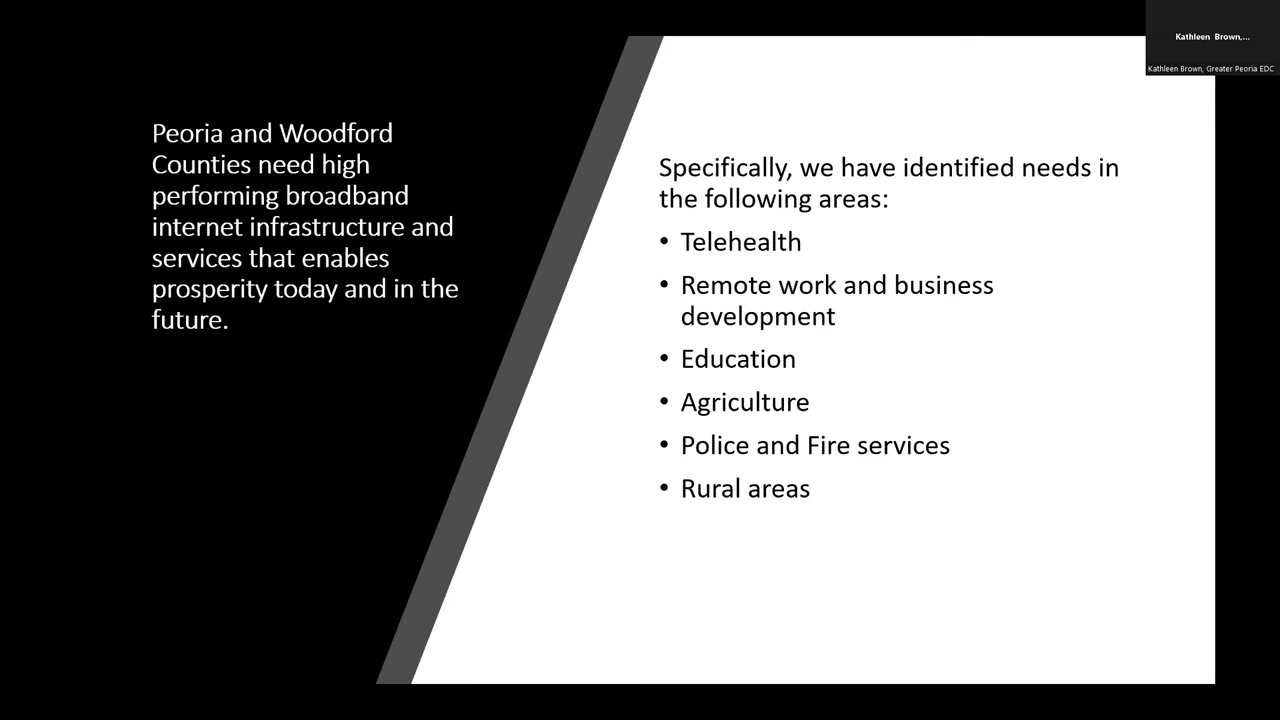 Kathleen Brown,...
Kathleen Brown, Greater Peoria EDC
Peoria and Woodford
Counties need high
performing broadband
internet infrastructure and
services that enables
prosperity today and in the
future.
Specifically, we have identified needs in
the following areas:
• Telehealth
• Remote work and business
development
• Education
• Agriculture
• Police and Fire services
• Rural areas